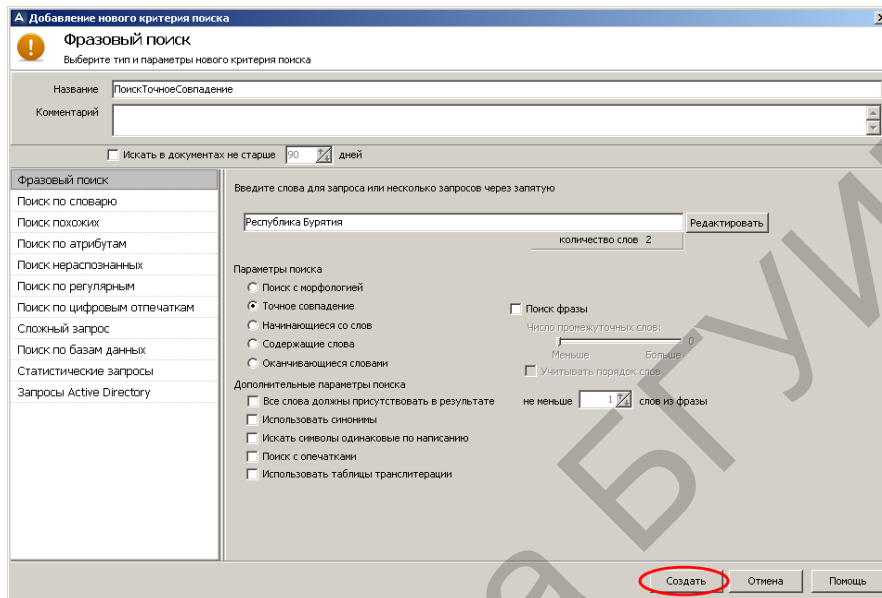 Добавление нового критерия поиска
Фразовый поиск
Выберите тип и параметры нового критерия поиска
Название ПоискТочноеСовпадение
Комментарий
Искать в документах не старше 90 дней
Фразовый поиск
Поиск по словарю
Поиск похожих
Поиск по атрибутам
Поиск нераспознанных
Поиск по регулярным
Поиск по цифровым отпечаткам
Сложный запрос
Поиск по базам данных
Статистические запросы
Запросы Active Directory
Введите слова для запроса или несколько запросов через запятую
Республика Бурятия Редактировать
количество слов 2
Параметры поиска
Поиск с морфологией
Точное совпадение
Начинающиеся со слов
Содержащие слова
Оканчивающиеся словами
Поиск фразы
Число промежуточных слов:
0
Меньше Больше
Учитывать порядок слов
Дополнительные параметры поиска
Все слова должны присутствовать в результате не меньше 1 слов из фразы
Использовать синонимы
Искать символы одинаковые по написанию
Поиск с опечатками
Использовать таблицы транслитерации
Создать Отмена Помощь
а БГУИ